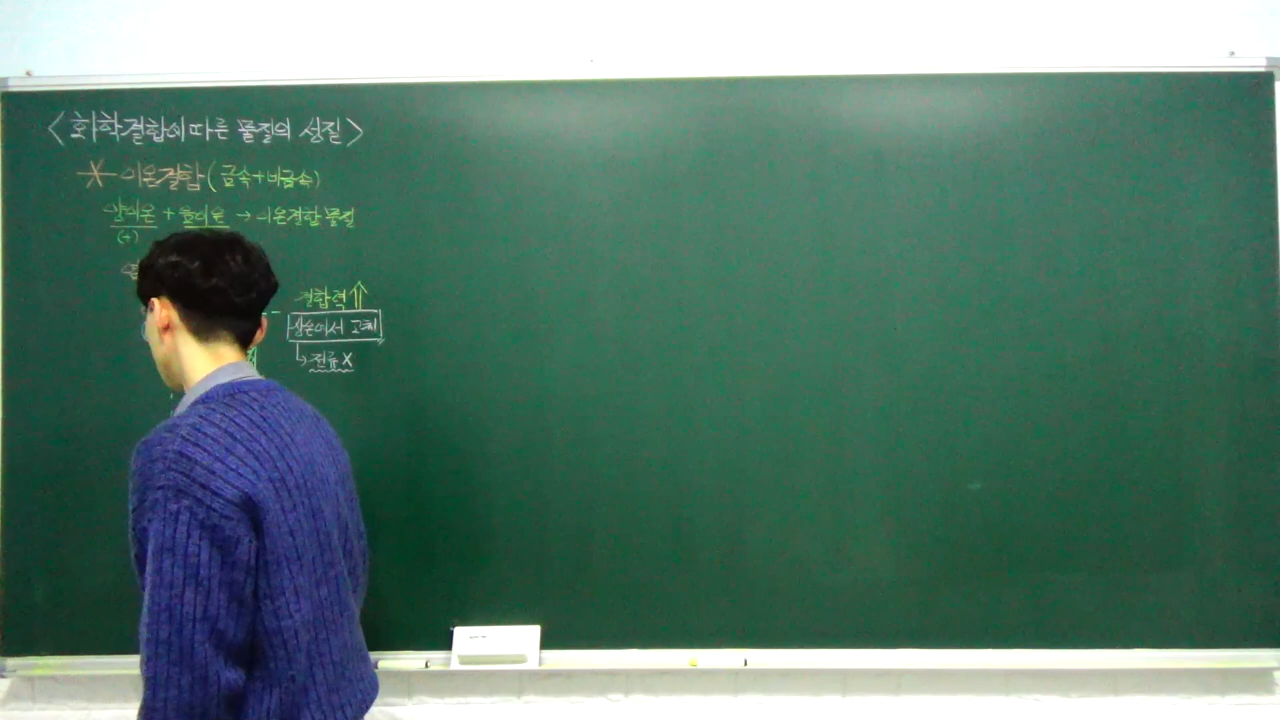 <화학결합에 따른 물질의 성질>
* 이온결합 (금속+비금속)
양이온 + 음이온 → 이온결합 물질
(+)
결합력⇑
상온에서 고체
↳ 전류 X